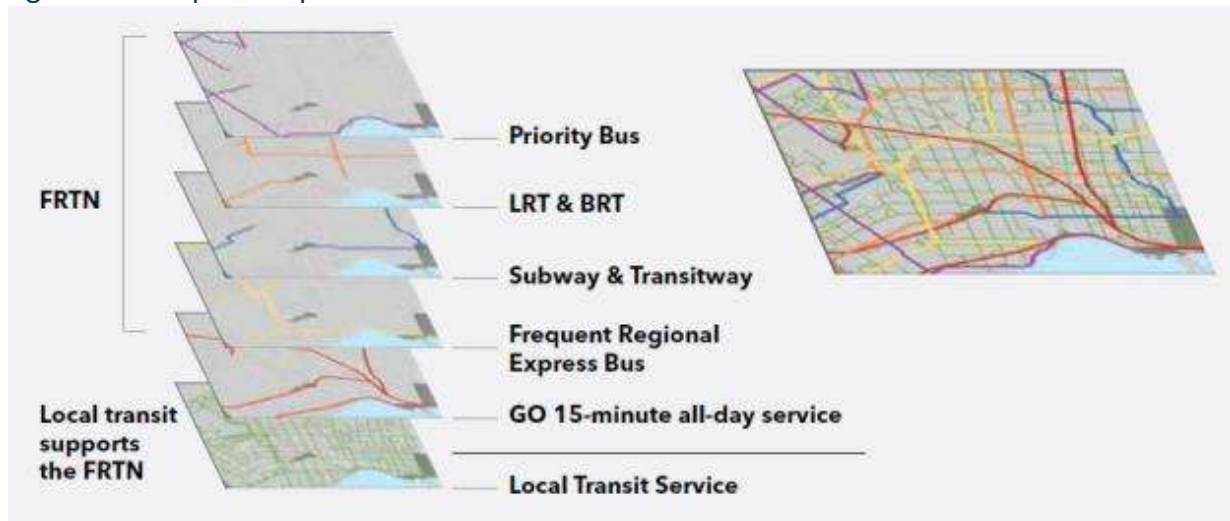 Priority Bus
LRT & BRT
FRTN
Subway & Transitway
Frequent Regional
Express Bus
GO 15-minute all-day service
Local transit
supports
the FRTN
Local Transit Service